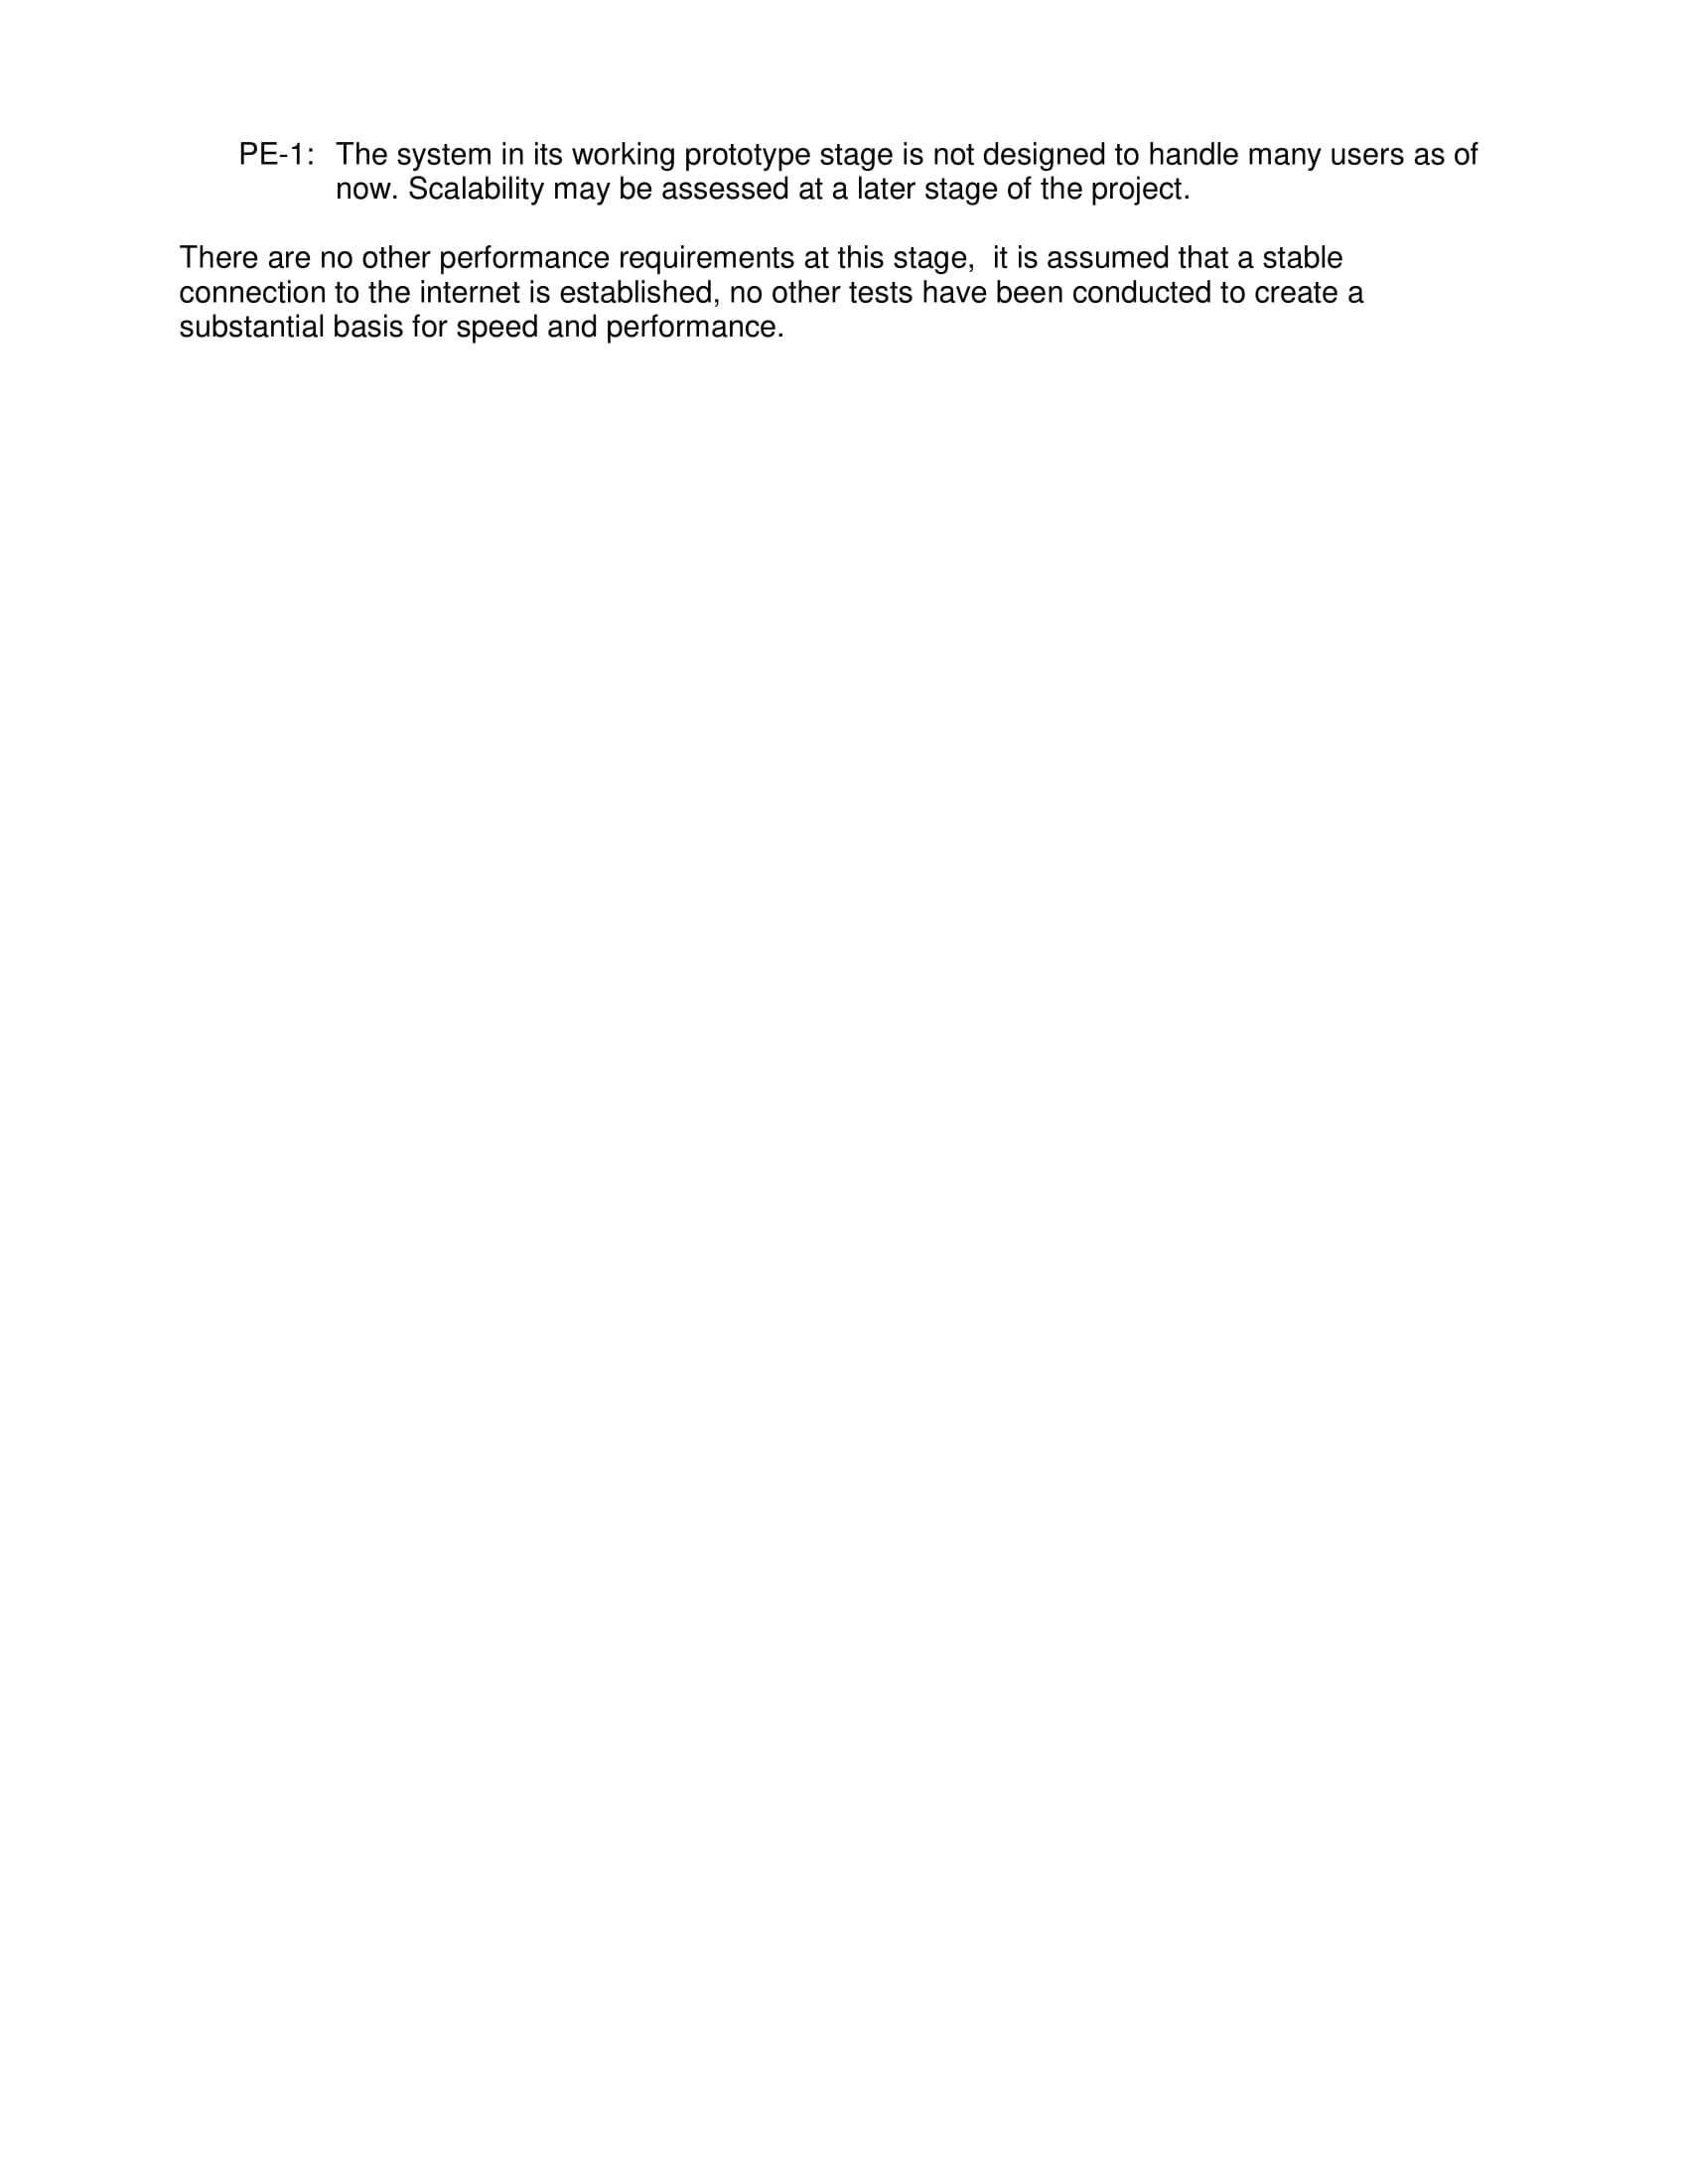 PE-1: The system in its working prototype stage is not designed to handle many users as of
now. Scalability may be assessed at a later stage of the project.
There are no other performance requirements at this stage,  it is assumed that a stable
connection to the internet is established, no other tests have been conducted to create a
substantial basis for speed and performance.